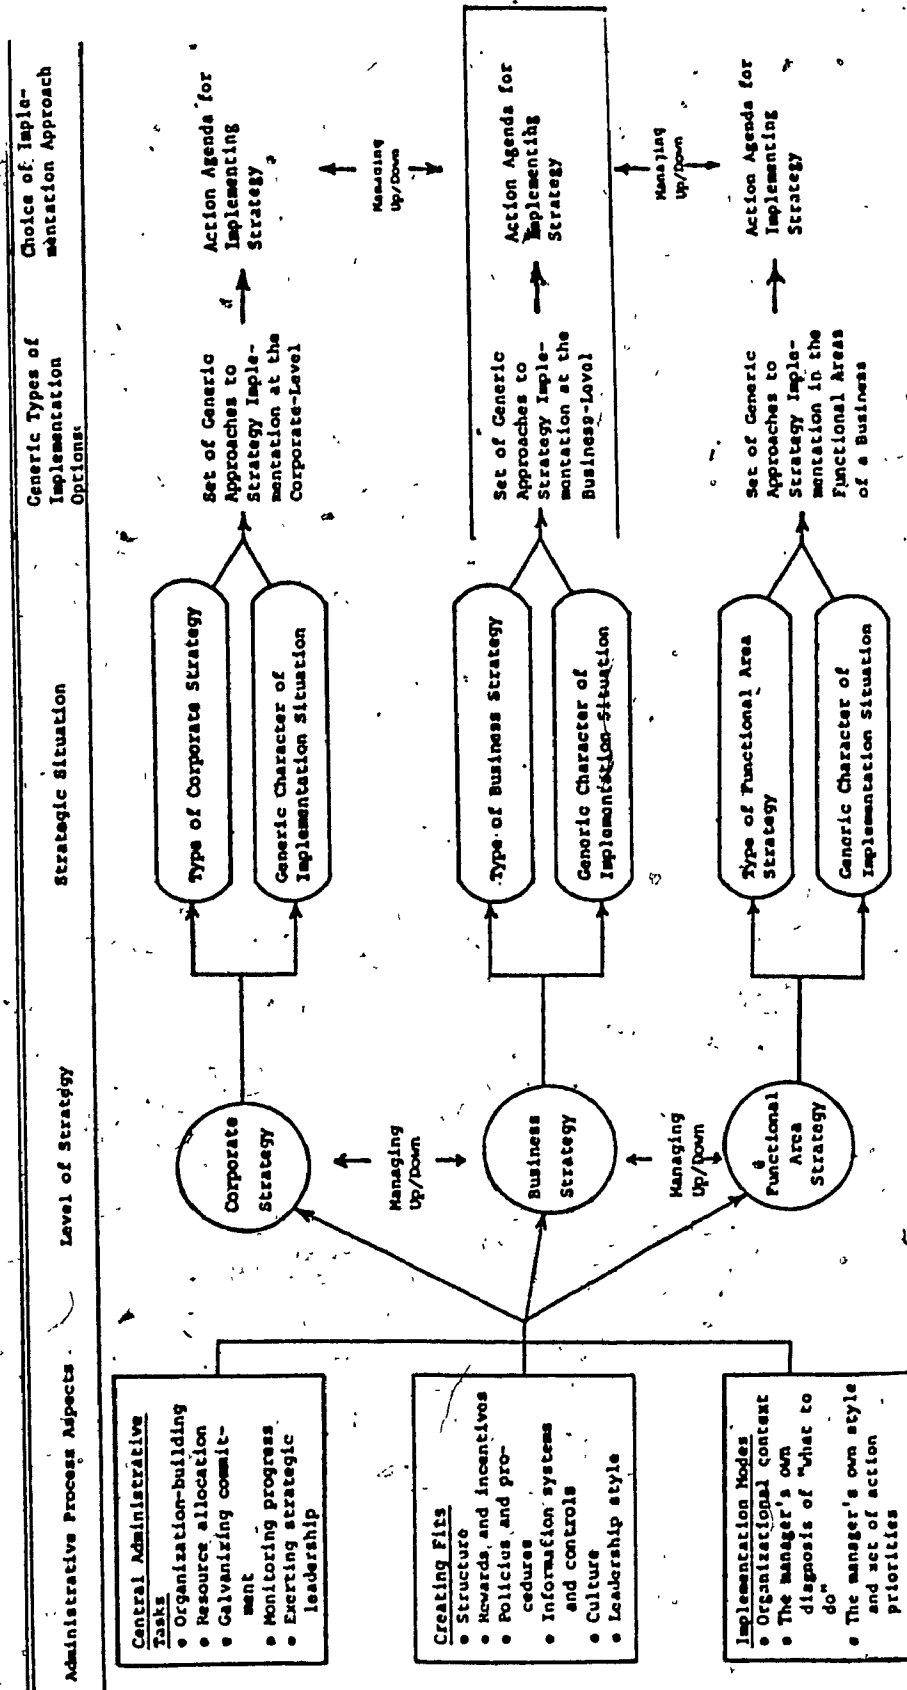 Administrative Process Aspects
Level of Strategy
Strategic Situation
Generic Types of
Implementation
Options
Choice of Imple-
mentation Approach
Central Administrative
Tasks
• Organization-building
• Resource allocation
• Galvanizing commit-
ment
• Monitoring progress
• Exerting strategic
leadership
Creating Fits
• Structure
• Rewards and incentives
• Policies and pro-
cedures
• Information systems
and controls
• Culture
• Leadership style
Implementation Modes
• Organizational context
• The manager's own
diagnosis of "what to
do"
• The manager's own style
and set of action
priorities
Corporate
Strategy
Managing
Up/Down
Business
Strategy
Managing
Up/Down
Functional
Area
Strategy
Type of Corporate Strategy
Generic Character of
Implementation Situation
Type of Business Strategy
Generic Character of
Implementation Situation
Type of Functional Area
Strategy
Generic Character of
Implementation Situation
Set of Generic
Approaches to
Strategy Imple-
mentation at the
Corporate-Level
Set of Generic
Approaches to
Strategy Imple-
mentation at the
Business-Level
Set of Generic
Approaches to
Strategy Imple-
mentation in the
Functional Areas
of a Business
Action Agenda for
Implementing
Strategy
Managing
Up/Down
Action Agenda for
Implementing
Strategy
Managing
Up/Down
Action Agenda for
Implementing
Strategy